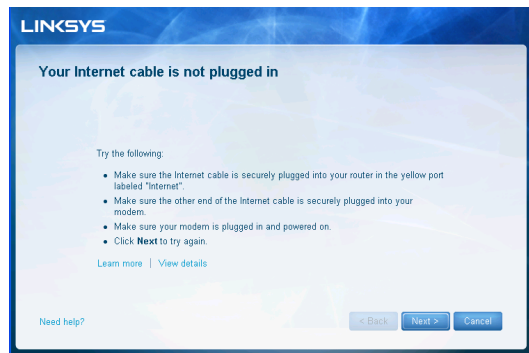 LINKSYS
Your Internet cable is not plugged in
Try the following:
• Make sure the Internet cable is securely plugged into your router in the yellow port
labeled "Internet".
• Make sure the other end of the Internet cable is securely plugged into your
modem.
• Make sure your modem is plugged in and powered on.
• Click Next to try again.
Learn more | View details
Need help?
< Back Next > Cancel